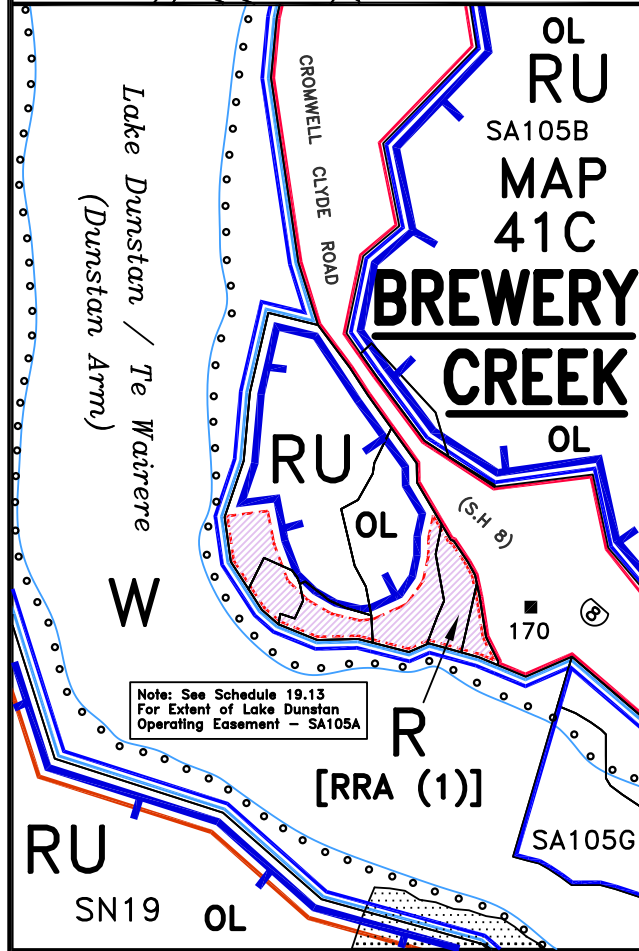 OL
RU
SA105B
MAP
41C
BREWERY
CREEK
OL
CROMWELL CLYDE ROAD
Lake Dunstan / Te Wairere
(Dunstan Arm)
RU
OL
(S.H 8)
8
170
W
Note: See Schedule 19.13
For Extent of Lake Dunstan
Operating Easement – SA105A
R
[RRA (1)]
SA105G
RU
SN19
OL